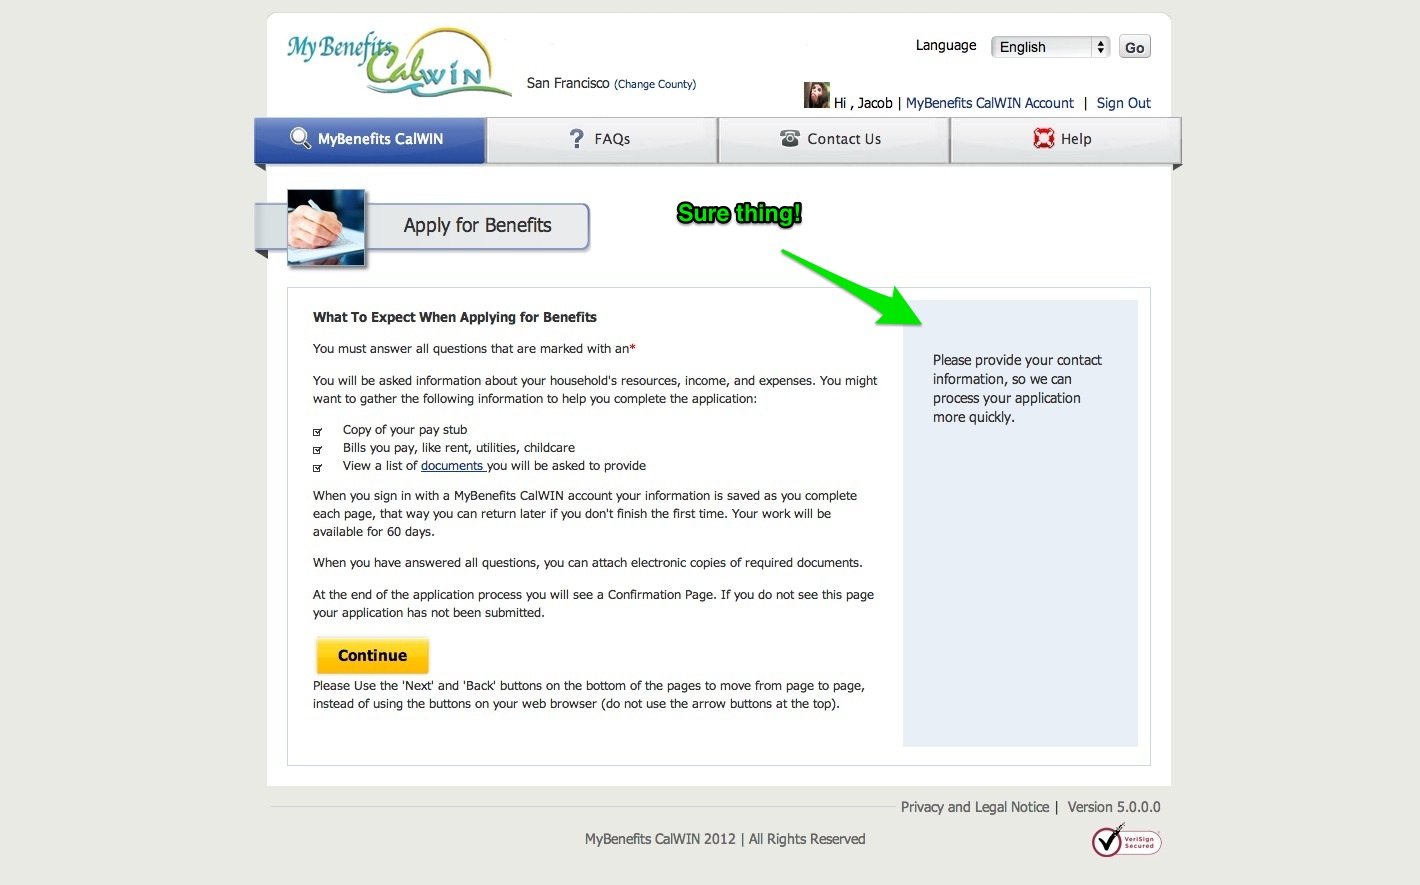 My Benefits
CalWIN
Language English Go
San Francisco (Change County)
Hi , Jacob | MyBenefits CalWIN Account | Sign Out
MyBenefits CalWIN
? FAQs
Contact Us
Help
Apply for Benefits
Sure thing!
What To Expect When Applying for Benefits
You must answer all questions that are marked with an*
You will be asked information about your household's resources, income, and expenses. You might
want to gather the following information to help you complete the application:
Copy of your pay stub
Bills you pay, like rent, utilities, childcare
View a list of documents you will be asked to provide
When you sign in with a MyBenefits CalWIN account your information is saved as you complete
each page, that way you can return later if you don't finish the first time. Your work will be
available for 60 days.
When you have answered all questions, you can attach electronic copies of required documents.
At the end of the application process you will see a Confirmation Page. If you do not see this page
your application has not been submitted.
Continue
Please Use the 'Next' and 'Back' buttons on the bottom of the pages to move from page to page,
instead of using the buttons on your web browser (do not use the arrow buttons at the top).
Please provide your contact
information, so we can
process your application
more quickly.
Privacy and Legal Notice | Version 5.0.0.0
MyBenefits CalWIN 2012 | All Rights Reserved
VeriSign
Secured